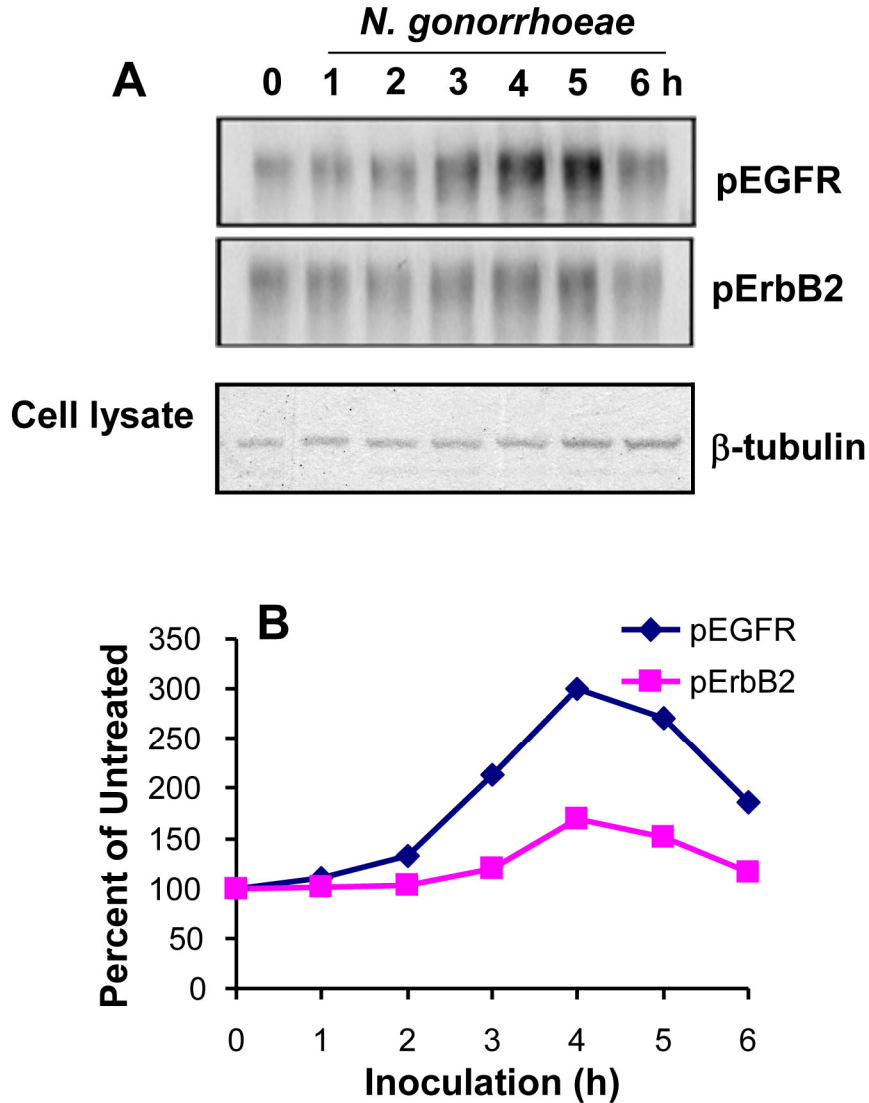 N. gonorrhoeae
A 0 1 2 3 4 5 6 h
pEGFR
pErbB2
Cell lysate
β-tubulin
B
pEGFR
pErbB2
Percent of Untreated
350
300
250
200
150
100
50
0
0 1 2 3 4 5 6
Inoculation (h)